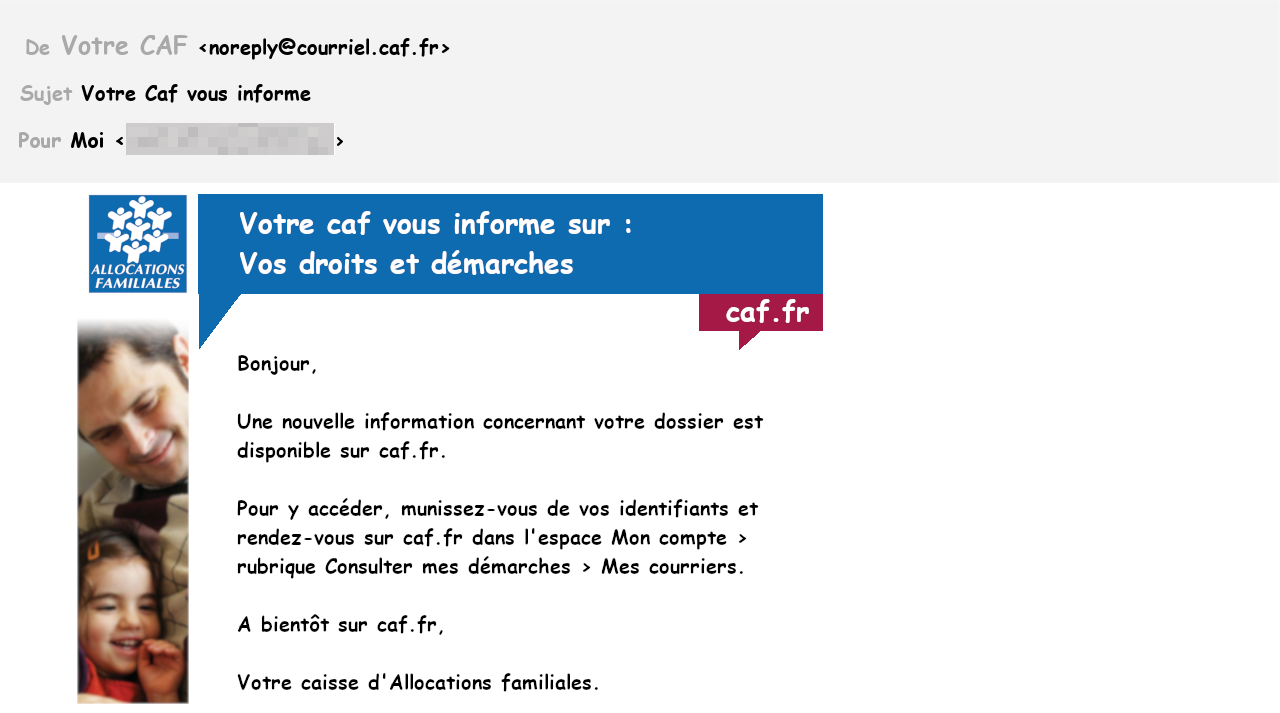 De Votre CAF <noreply@courriel.caf.fr>
Sujet Votre Caf vous informe
Pour Moi < >
ALLOCATIONS
FAMILIALES
Votre caf vous informe sur :
Vos droits et démarches
caf.fr
Bonjour,
Une nouvelle information concernant votre dossier est
disponible sur caf.fr.
Pour y accéder, munissez-vous de vos identifiants et
rendez-vous sur caf.fr dans l'espace Mon compte >
rubrique Consulter mes démarches > Mes courriers.
A bientôt sur caf.fr,
Votre caisse d'Allocations familiales.